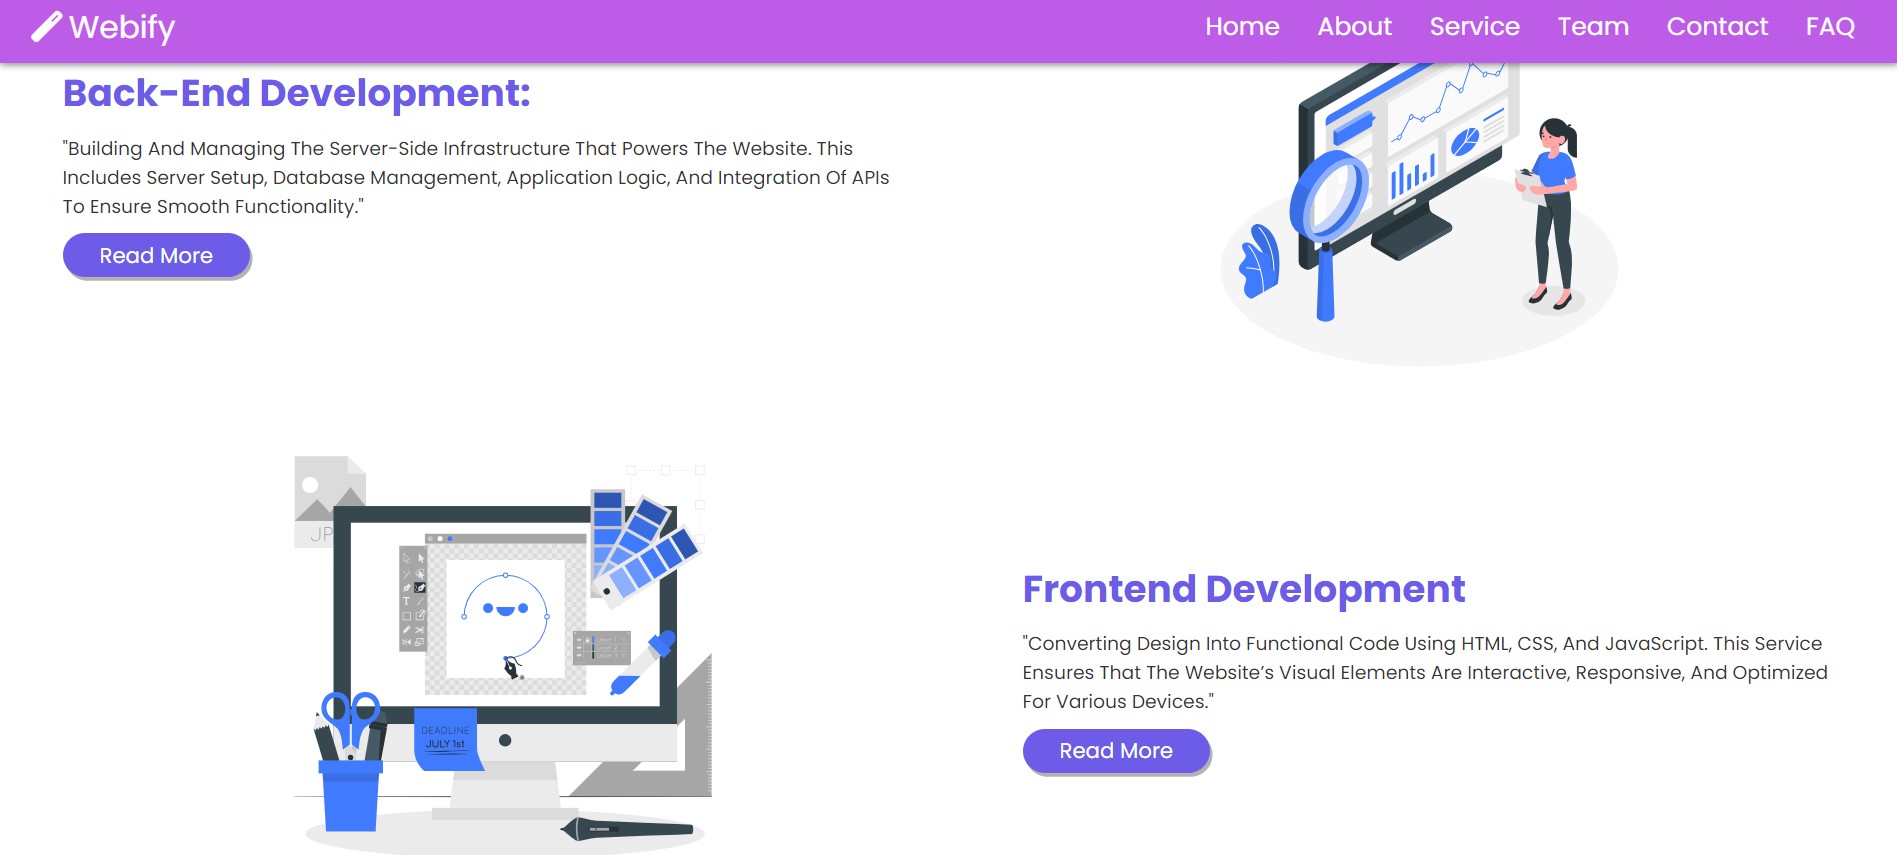 Webify
Home About Service Team Contact FAQ
Back-End Development:
"Building And Managing The Server-Side Infrastructure That Powers The Website. This
Includes Server Setup, Database Management, Application Logic, And Integration Of APIs
To Ensure Smooth Functionality."
Read More
JP
DEADLINE
JULY 1st
Frontend Development
"Converting Design Into Functional Code Using HTML, CSS, And JavaScript. This Service
Ensures That The Website’s Visual Elements Are Interactive, Responsive, And Optimized
For Various Devices."
Read More